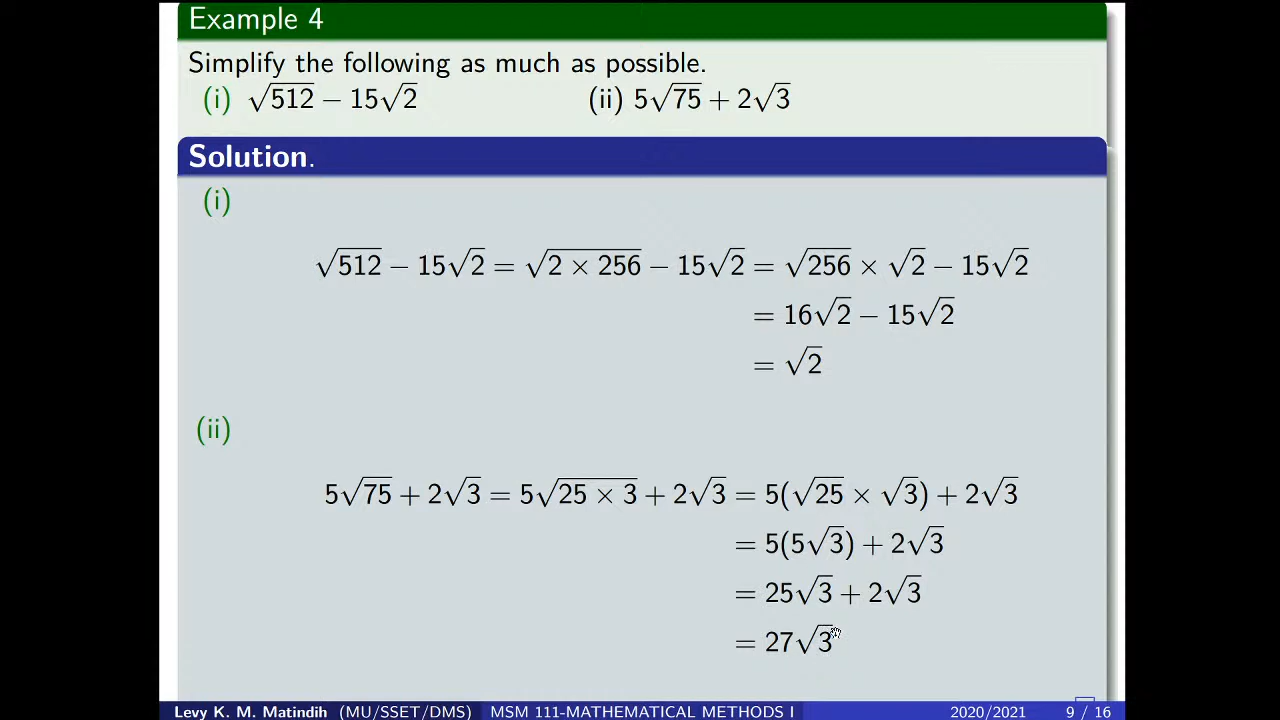 Example 4
Simplify the following as much as possible.
(i) √512 − 15√2 (ii) 5√75 + 2√3
Solution.
(i)
√512 − 15√2 = √2 × 256 − 15√2 = √256 × √2 − 15√2
= 16√2 − 15√2
= √2
(ii)
5√75 + 2√3 = 5√25 × 3 + 2√3 = 5(√25 × √3) + 2√3
= 5(5√3) + 2√3
= 25√3 + 2√3
= 27√3
Levy K. M. Matindih (MU/SSET/DMS) MSM 111-MATHEMATICAL METHODS I 2020/2021 9 / 16